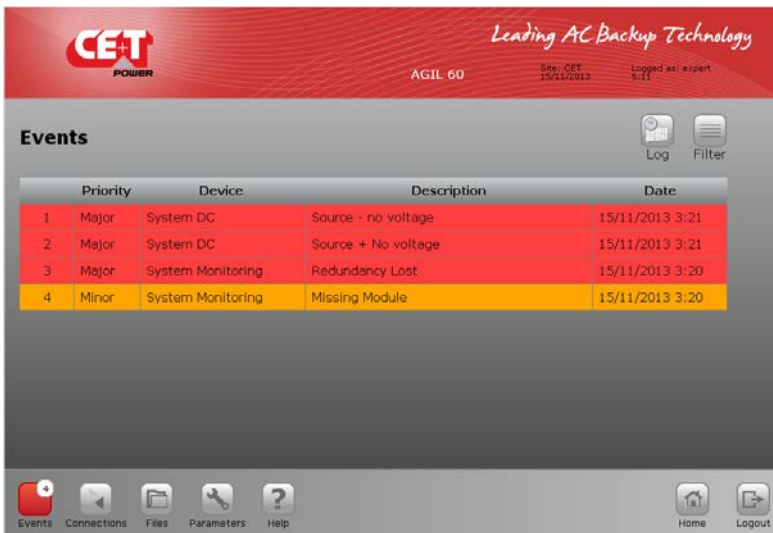 Leading AC Backup Technology
CE+T
POWER
AGIL 60
Site: CET
15/11/2013
Logged as: expert
5:11
Events
Log
Filter
Priority Device Description Date
1 Major System DC Source - no voltage 15/11/2013 3:21
2 Major System DC Source + No voltage 15/11/2013 3:21
3 Major System Monitoring Redundancy Lost 15/11/2013 3:20
4 Minor System Monitoring Missing Module 15/11/2013 3:20
4
?
Events Connections Files Parameters Help Home Logout